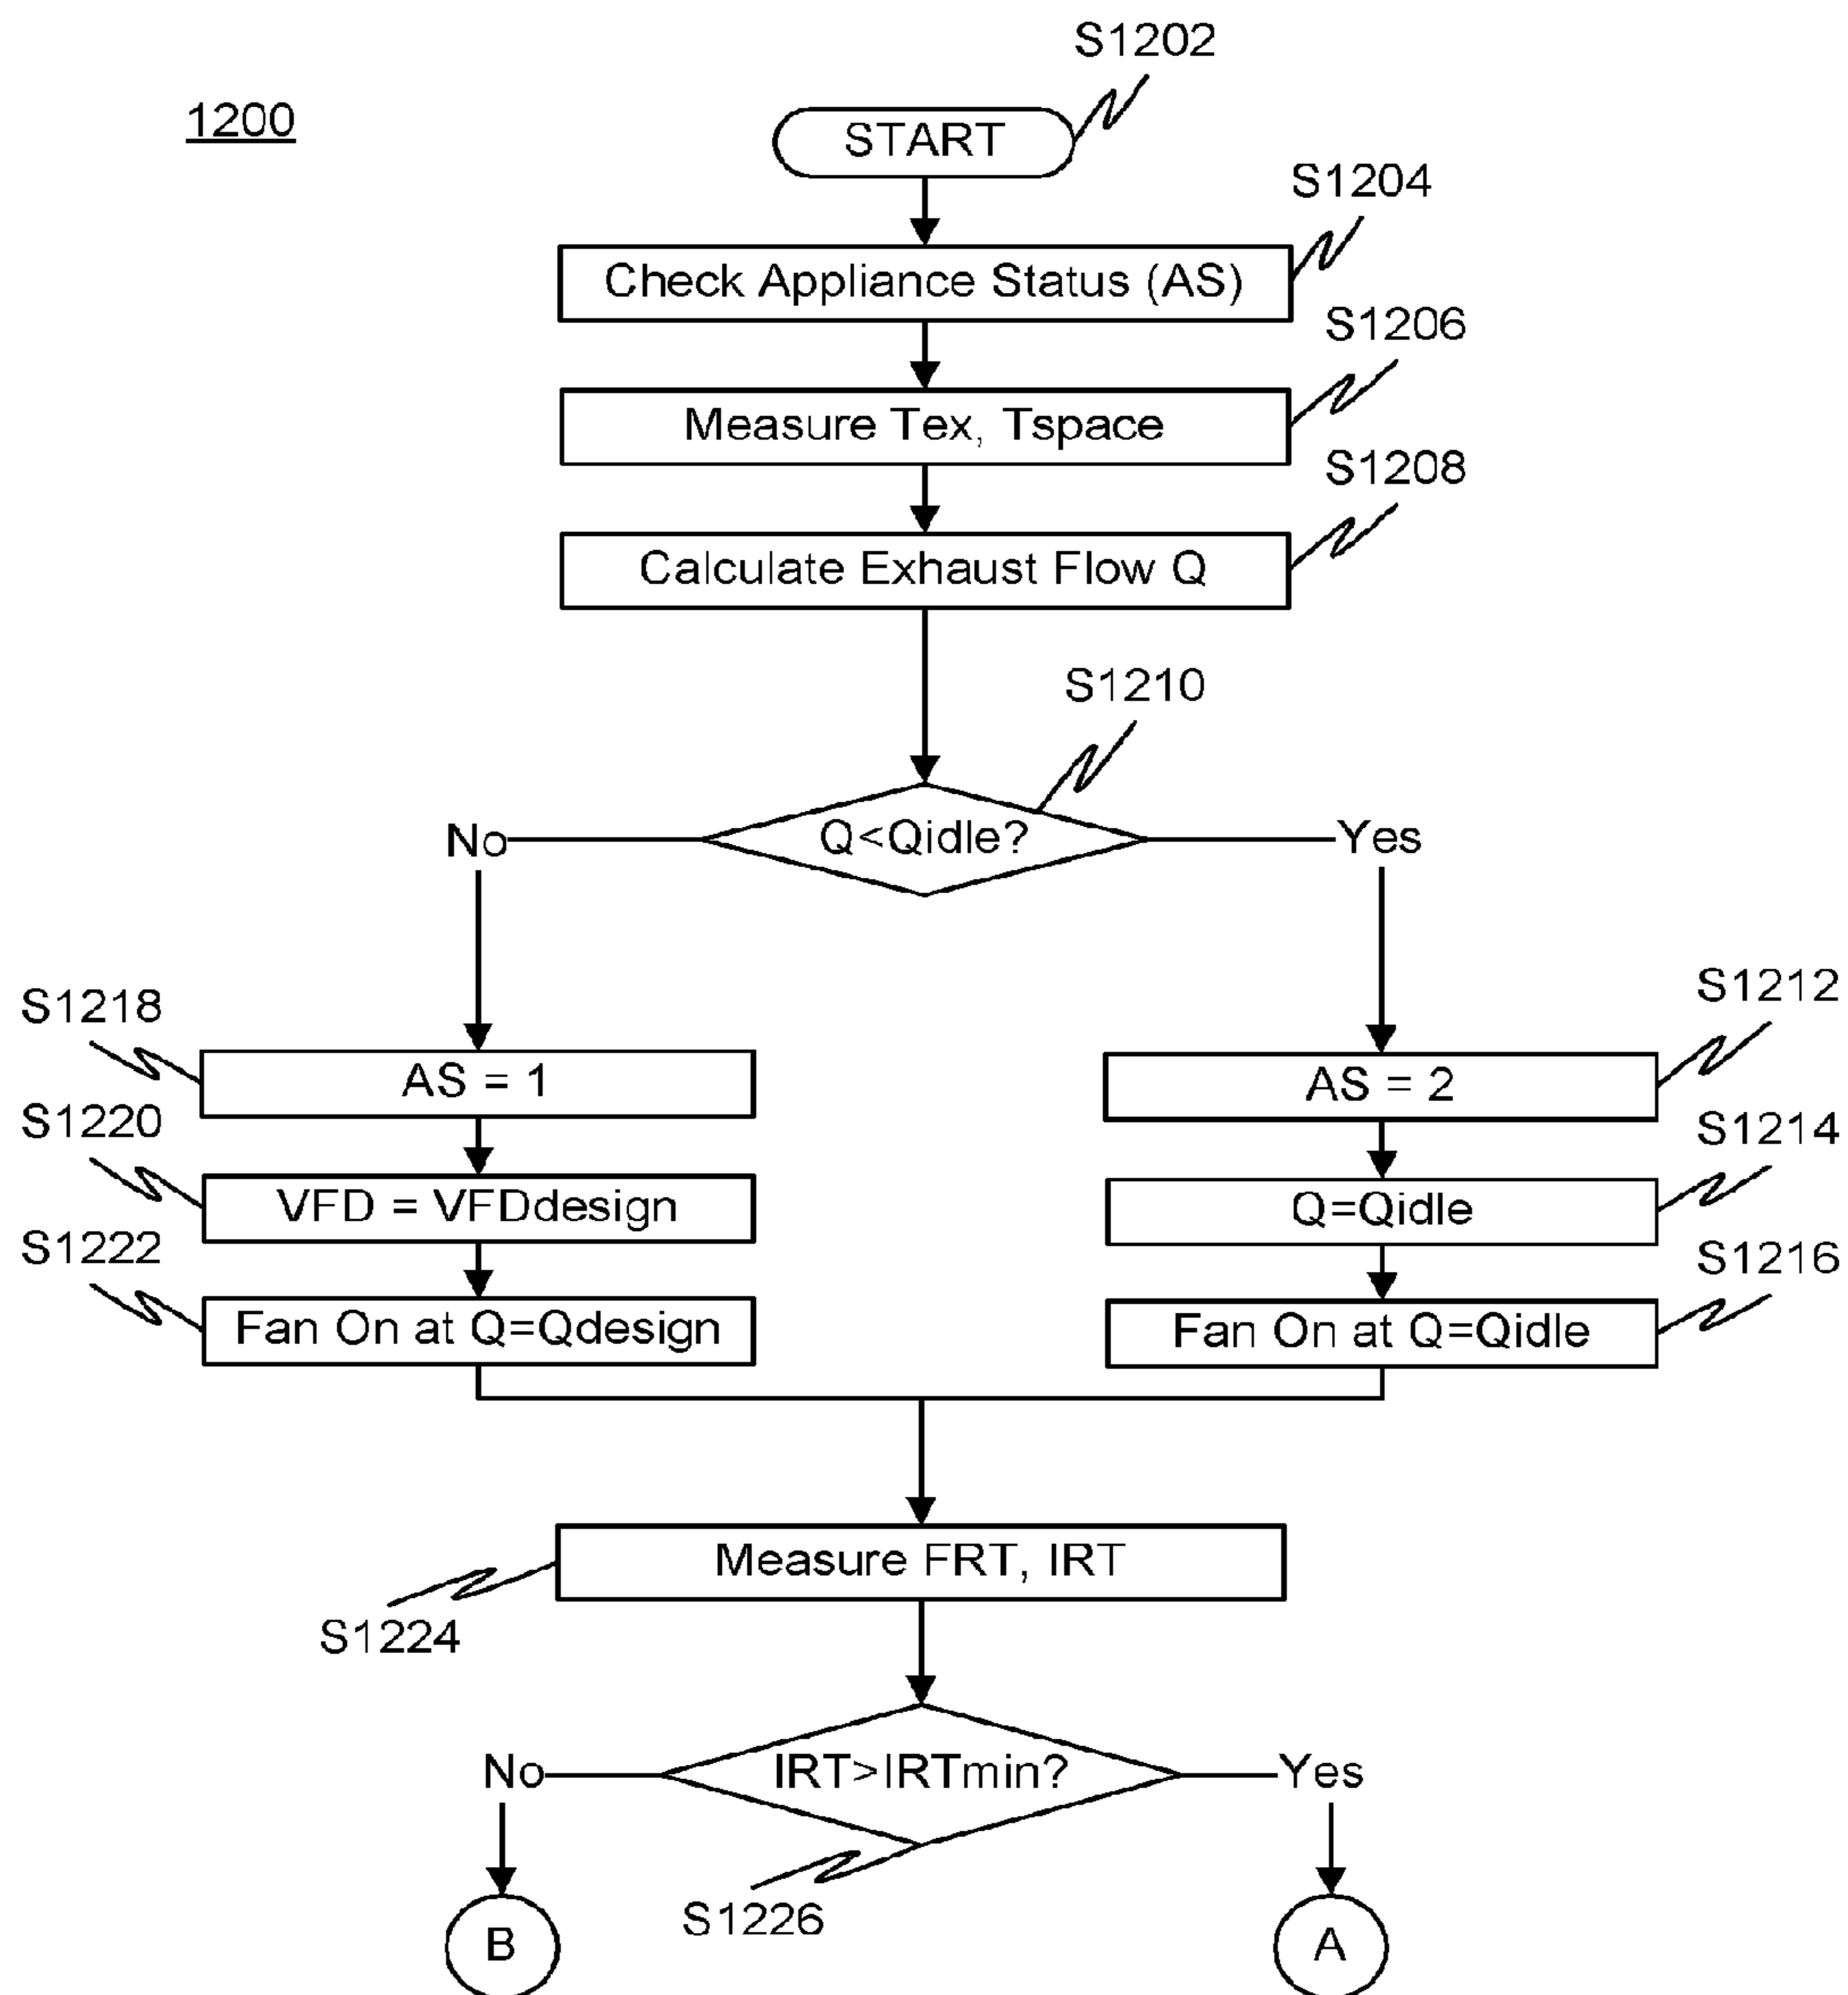 S1202
1200
START
S1204
Check Appliance Status (AS)
S1206
Measure Tex, Tspace
S1208
Calculate Exhaust Flow Q
S1210
No
Q<Qidle?
Yes
S1218
S1212
AS = 1
AS = 2
S1220
S1214
VFD = VFDdesign
Q=Qidle
S1222
S1216
Fan On at Q=Qdesign
Fan On at Q=Qidle
Measure FRT, IRT
S1224
No
IRT>IRTmin?
Yes
S1226
B
A